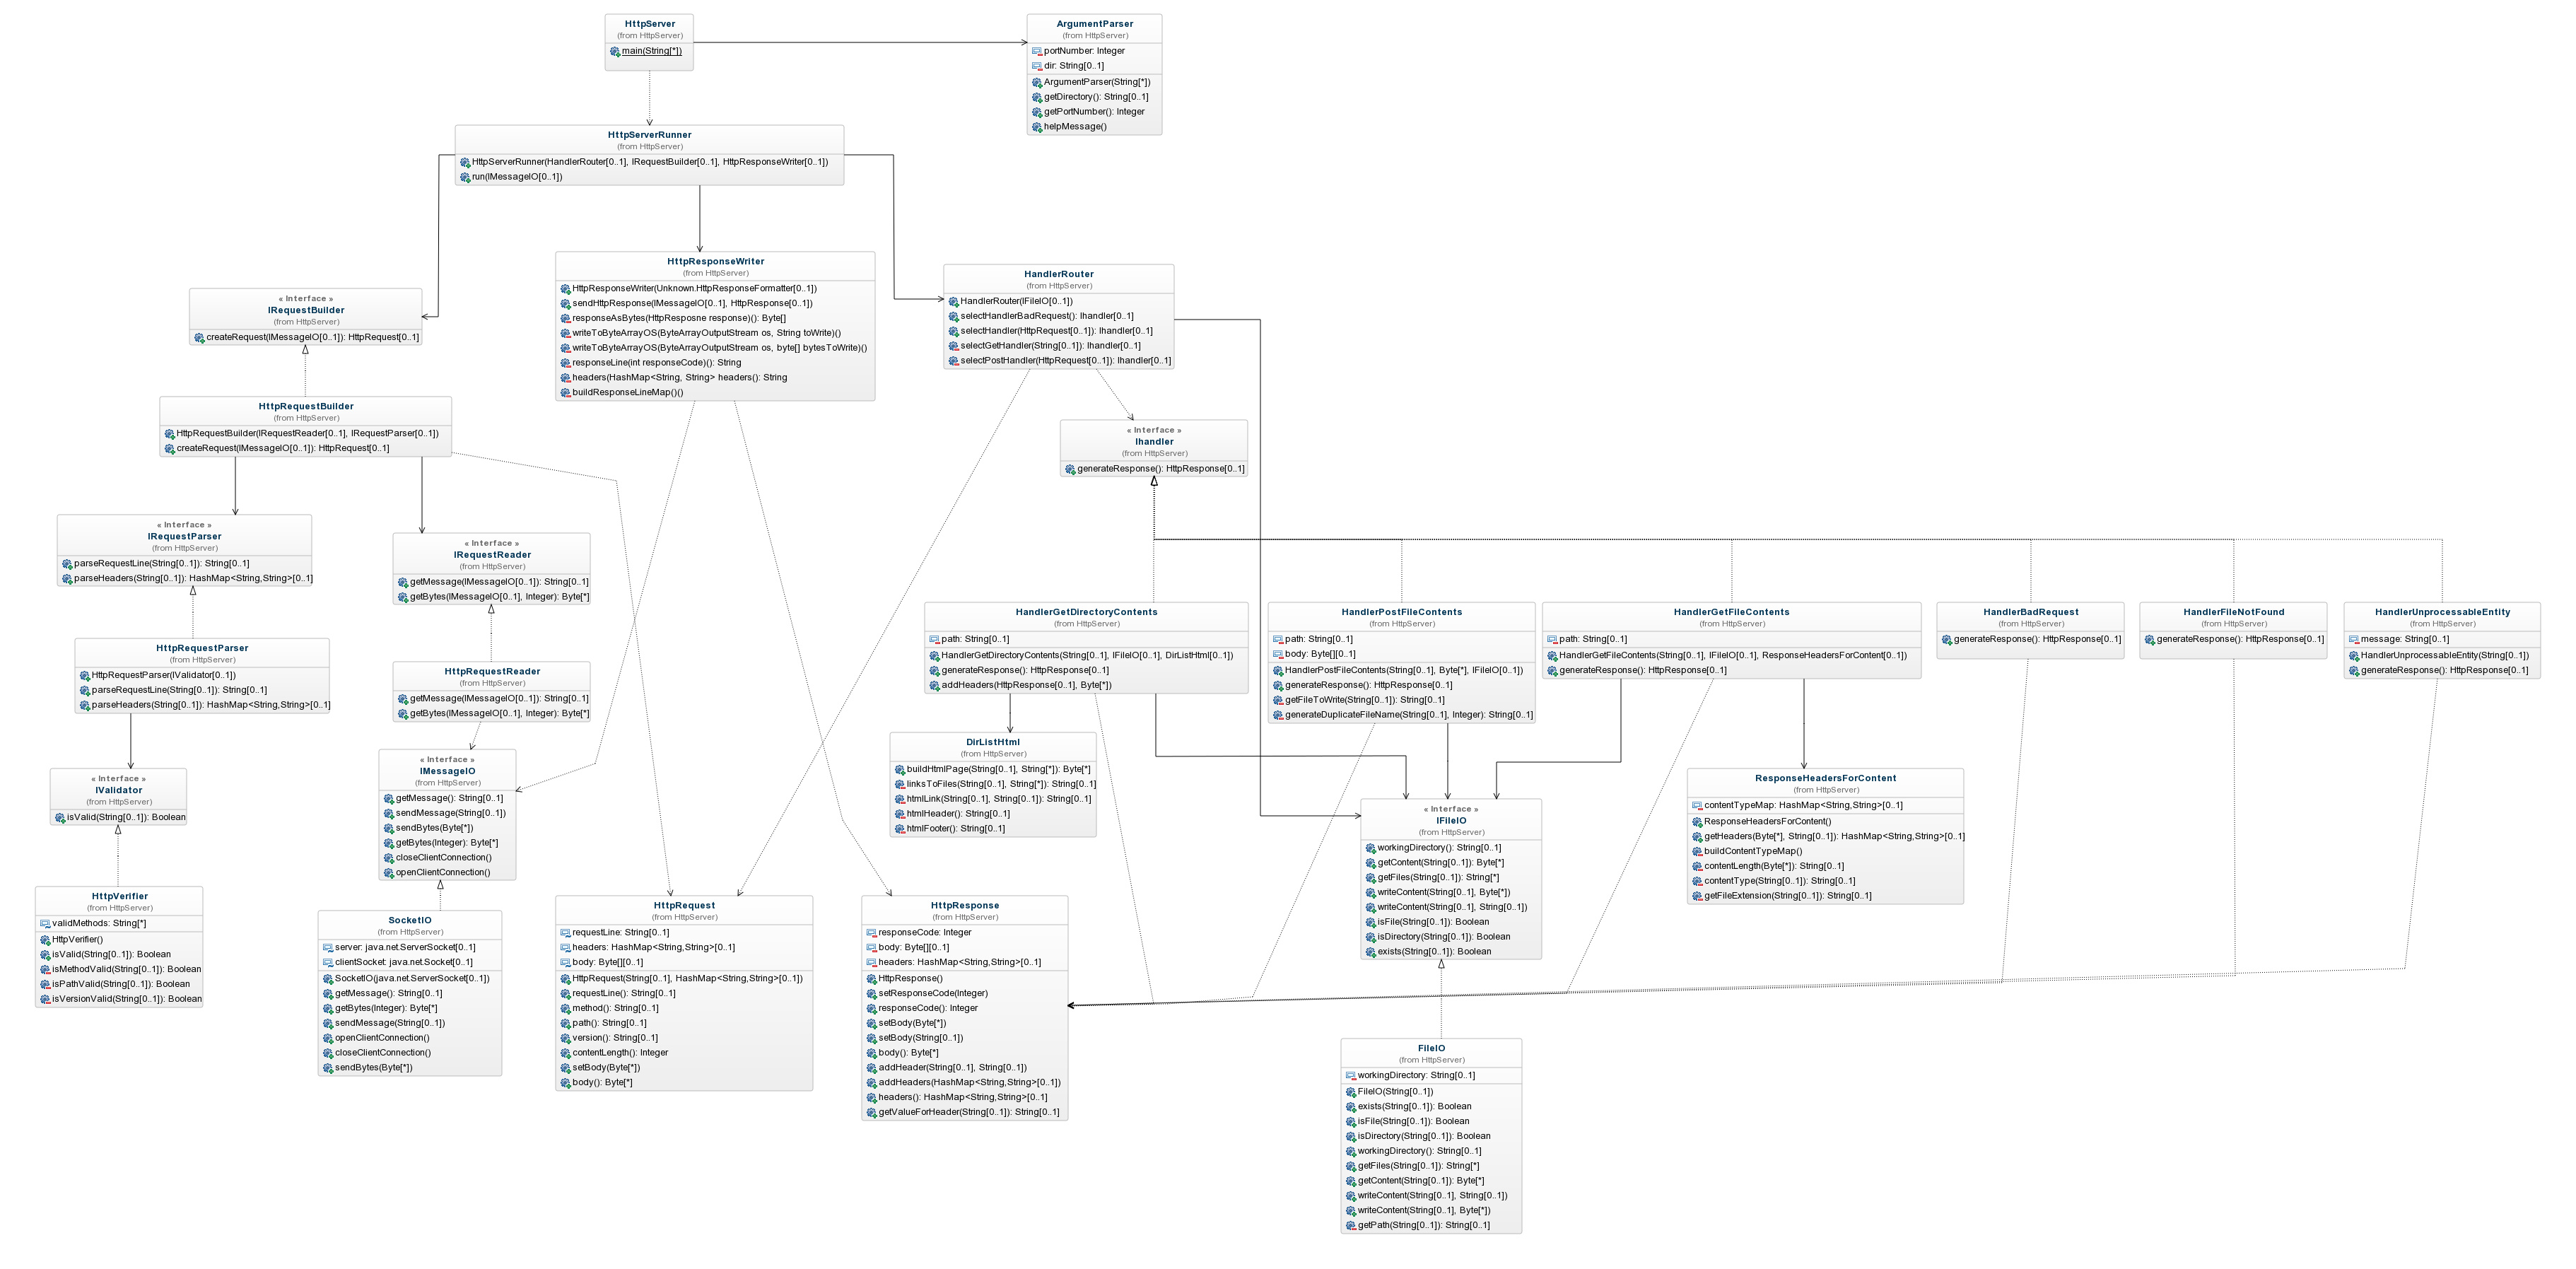 HttpServer
(from HttpServer)
main(String[*])
ArgumentParser
(from HttpServer)
portNumber: Integer
dir: String[0..1]
ArgumentParser(String[*])
getDirectory(): String[0..1]
getPortNumber(): Integer
helpMessage()
HttpServerRunner
(from HttpServer)
HttpServerRunner(HandlerRouter[0..1], IRequestBuilder[0..1], HttpResponseWriter[0..1])
run(IMessageIO[0..1])
HttpResponseWriter
(from HttpServer)
HttpResponseWriter(Unknown.HttpResponseFormatter[0..1])
sendHttpResponse(IMessageIO[0..1], HttpResponse[0..1])
responseAsBytes(HttpResposne response)(): Byte[]
writeToByteArrayOS(ByteArrayOutputStream os, String toWrite)()
writeToByteArrayOS(ByteArrayOutputStream os, byte[] bytesToWrite)()
responseLine(int responseCode)(): String
headers(HashMap<String, String> headers(): String
buildResponseLineMap()()
HandlerRouter
(from HttpServer)
HandlerRouter(IFileIO[0..1])
selectHandlerBadRequest(): Ihandler[0..1]
selectHandler(HttpRequest[0..1]): Ihandler[0..1]
selectGetHandler(String[0..1]): Ihandler[0..1]
selectPostHandler(HttpRequest[0..1]): Ihandler[0..1]
« Interface »
IRequestBuilder
(from HttpServer)
createRequest(IMessageIO[0..1]): HttpRequest[0..1]
HttpRequestBuilder
(from HttpServer)
HttpRequestBuilder(IRequestReader[0..1], IRequestParser[0..1])
createRequest(IMessageIO[0..1]): HttpRequest[0..1]
« Interface »
Ihandler
(from HttpServer)
generateResponse(): HttpResponse[0..1]
« Interface »
IRequestParser
(from HttpServer)
parseRequestLine(String[0..1]): String[0..1]
parseHeaders(String[0..1]): HashMap<String,String>[0..1]
« Interface »
IRequestReader
(from HttpServer)
getMessage(IMessageIO[0..1]): String[0..1]
getBytes(IMessageIO[0..1], Integer): Byte[*]
HttpRequestParser
(from HttpServer)
HttpRequestParser(IValidator[0..1])
parseRequestLine(String[0..1]): String[0..1]
parseHeaders(String[0..1]): HashMap<String,String>[0..1]
HttpRequestReader
(from HttpServer)
getMessage(IMessageIO[0..1]): String[0..1]
getBytes(IMessageIO[0..1], Integer): Byte[*]
HandlerGetDirectoryContents
(from HttpServer)
path: String[0..1]
HandlerGetDirectoryContents(String[0..1], IFileIO[0..1], DirListHtml[0..1])
generateResponse(): HttpResponse[0..1]
addHeaders(HttpResponse[0..1], Byte[*])
HandlerPostFileContents
(from HttpServer)
path: String[0..1]
body: Byte[][0..1]
HandlerPostFileContents(String[0..1], Byte[*], IFileIO[0..1])
generateResponse(): HttpResponse[0..1]
getFileToWrite(String[0..1]): String[0..1]
generateDuplicateFileName(String[0..1], Integer): String[0..1]
HandlerGetFileContents
(from HttpServer)
path: String[0..1]
HandlerGetFileContents(String[0..1], IFileIO[0..1], ResponseHeadersForContent[0..1])
generateResponse(): HttpResponse[0..1]
HandlerBadRequest
(from HttpServer)
generateResponse(): HttpResponse[0..1]
HandlerFileNotFound
(from HttpServer)
generateResponse(): HttpResponse[0..1]
HandlerUnprocessableEntity
(from HttpServer)
message: String[0..1]
HandlerUnprocessableEntity(String[0..1])
generateResponse(): HttpResponse[0..1]
« Interface »
IValidator
(from HttpServer)
isValid(String[0..1]): Boolean
« Interface »
IMessageIO
(from HttpServer)
getMessage(): String[0..1]
sendMessage(String[0..1])
sendBytes(Byte[*])
getBytes(Integer): Byte[*]
closeClientConnection()
openClientConnection()
DirListHtml
(from HttpServer)
buildHtmlPage(String[0..1], String[*]): Byte[*]
linksToFiles(String[0..1], String[*]): String[0..1]
htmlLink(String[0..1], String[0..1]): String[0..1]
htmlHeader(): String[0..1]
htmlFooter(): String[0..1]
« Interface »
IFileIO
(from HttpServer)
workingDirectory(): String[0..1]
getContent(String[0..1]): Byte[*]
getFiles(String[0..1]): String[*]
writeContent(String[0..1], Byte[*])
writeContent(String[0..1], String[0..1])
isFile(String[0..1]): Boolean
isDirectory(String[0..1]): Boolean
exists(String[0..1]): Boolean
ResponseHeadersForContent
(from HttpServer)
contentTypeMap: HashMap<String,String>[0..1]
ResponseHeadersForContent()
getHeaders(Byte[*], String[0..1]): HashMap<String,String>[0..1]
buildContentTypeMap()
contentLength(Byte[*]): String[0..1]
contentType(String[0..1]): String[0..1]
getFileExtension(String[0..1]): String[0..1]
HttpVerifier
(from HttpServer)
validMethods: String[*]
HttpVerifier()
isValid(String[0..1]): Boolean
isMethodValid(String[0..1]): Boolean
isPathValid(String[0..1]): Boolean
isVersionValid(String[0..1]): Boolean
SocketIO
(from HttpServer)
server: java.net.ServerSocket[0..1]
clientSocket: java.net.Socket[0..1]
SocketIO(java.net.ServerSocket[0..1])
getMessage(): String[0..1]
getBytes(Integer): Byte[*]
sendMessage(String[0..1])
openClientConnection()
closeClientConnection()
sendBytes(Byte[*])
HttpRequest
(from HttpServer)
requestLine: String[0..1]
headers: HashMap<String,String>[0..1]
body: Byte[][0..1]
HttpRequest(String[0..1], HashMap<String,String>[0..1])
requestLine(): String[0..1]
method(): String[0..1]
path(): String[0..1]
version(): String[0..1]
contentLength(): Integer
setBody(Byte[*])
body(): Byte[*]
HttpResponse
(from HttpServer)
responseCode: Integer
body: Byte[][0..1]
headers: HashMap<String,String>[0..1]
HttpResponse()
setResponseCode(Integer)
responseCode(): Integer
setBody(Byte[*])
setBody(String[0..1])
body(): Byte[*]
addHeader(String[0..1], String[0..1])
addHeaders(HashMap<String,String>[0..1])
headers(): HashMap<String,String>[0..1]
getValueForHeader(String[0..1]): String[0..1]
FileIO
(from HttpServer)
workingDirectory: String[0..1]
FileIO(String[0..1])
exists(String[0..1]): Boolean
isFile(String[0..1]): Boolean
isDirectory(String[0..1]): Boolean
workingDirectory(): String[0..1]
getFiles(String[0..1]): String[*]
getContent(String[0..1]): Byte[*]
writeContent(String[0..1], String[0..1])
writeContent(String[0..1], Byte[*])
getPath(String[0..1]): String[0..1]